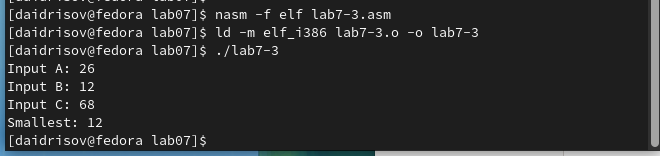 [daidrisov@fedora lab07]$ nasm -f elf lab7-3.asm
[daidrisov@fedora lab07]$ ld -m elf_i386 lab7-3.o -o lab7-3
[daidrisov@fedora lab07]$ ./lab7-3
Input A: 26
Input B: 12
Input C: 68
Smallest: 12
[daidrisov@fedora lab07]$